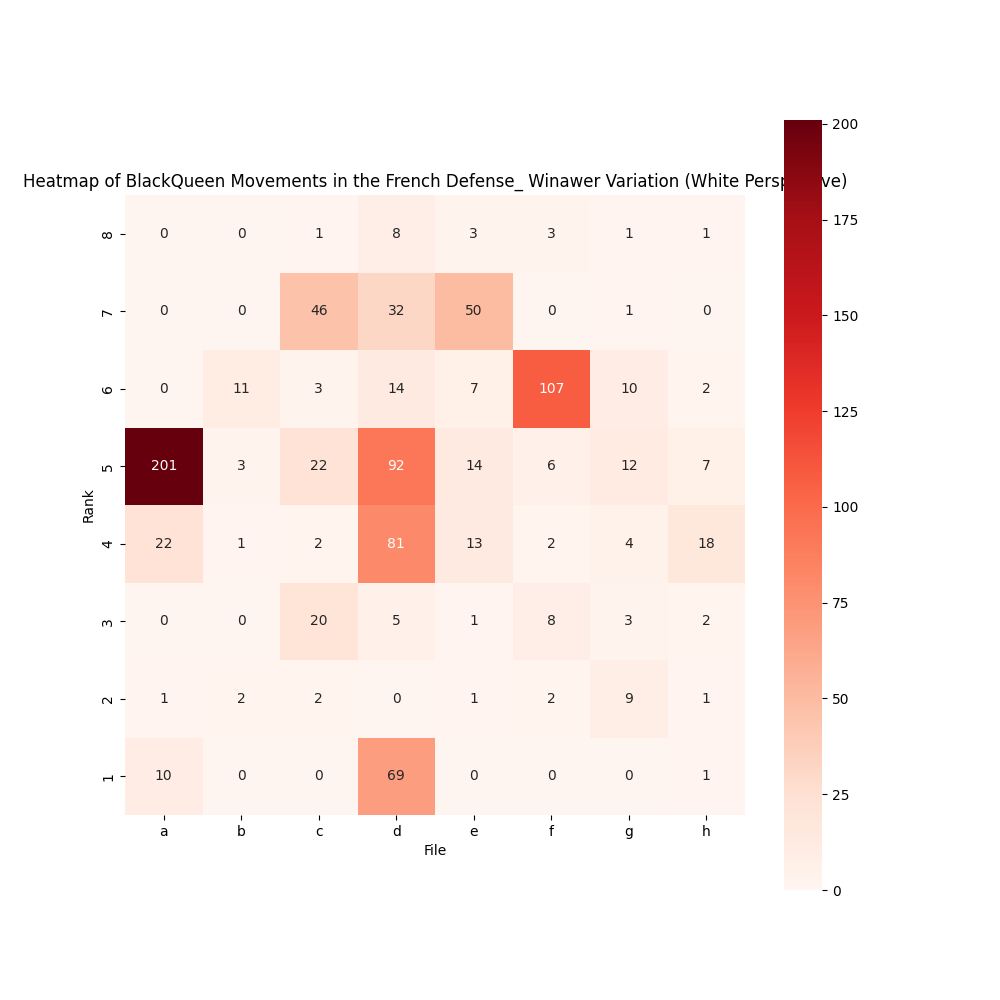 200
Heatmap of BlackQueen Movements in the French Defense_ Winawer Variation (White Persp ve)
8 0 0 1 8 3 3 1 1
175
7 0 0 46 32 50 0 1 0
150
6 0 11 3 14 7 107 10 2
125
5 201 3 22 92 14 6 12 7
Rank
100
4 22 1 2 81 13 2 4 18
75
3 0 0 20 5 1 8 3 2
50
2 1 2 2 0 1 2 9 1
25
1 10 0 0 69 0 0 0 1
a b c d e f g h
File
0